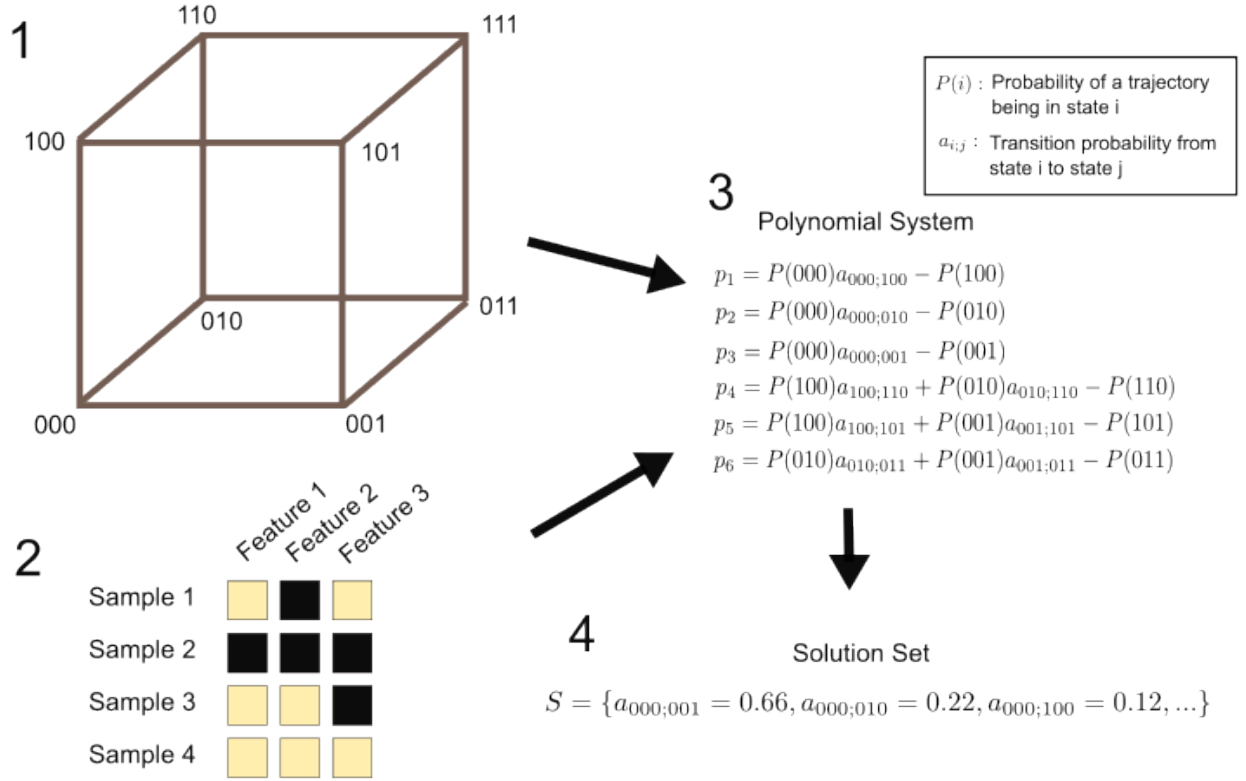 1
110
111
100
101
010
011
000
001
P(i) : Probability of a trajectory
being in state i
a_{i;j} : Transition probability from
state i to state j
3
Polynomial System
p_1 = P(000)a_{000;100} − P(100)
p_2 = P(000)a_{000;010} − P(010)
p_3 = P(000)a_{000;001} − P(001)
p_4 = P(100)a_{100;110} + P(010)a_{010;110} − P(110)
p_5 = P(100)a_{100;101} + P(001)a_{001;101} − P(101)
p_6 = P(010)a_{010;011} + P(001)a_{001;011} − P(011)
2
Feature 1
Feature 2
Feature 3
Sample 1
Sample 2
Sample 3
Sample 4
4
Solution Set
S = {a_{000;001} = 0.66, a_{000;010} = 0.22, a_{000;100} = 0.12, ...}